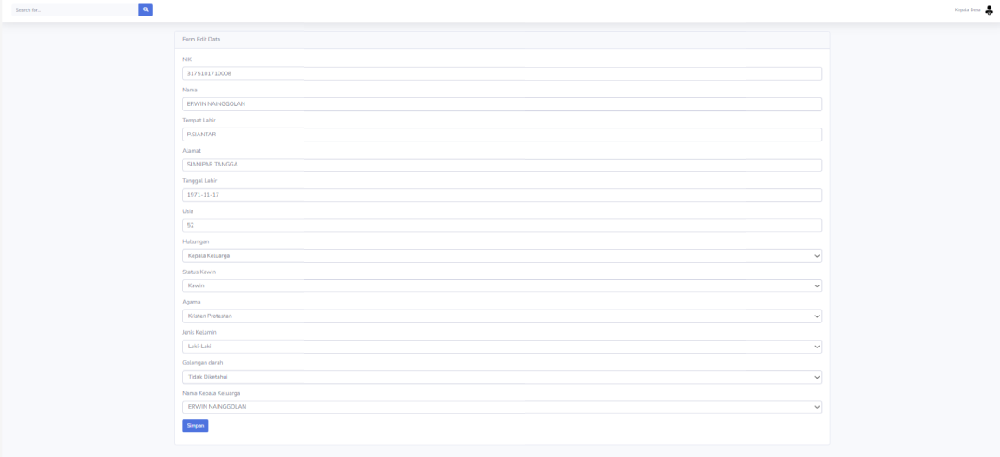 Search for...
Kepala Desa
Form Edit Data
NIK
3175101710008
Nama
ERWIN NAINGGOLAN
Tempat Lahir
P.SIANTAR
Alamat
SIANIPAR TANGGA
Tanggal Lahir
1971-11-17
Usia
52
Hubungan
Kepala Keluarga
Status Kawin
Kawin
Agama
Kristen Protestan
Jenis Kelamin
Laki-Laki
Golongan darah
Tidak Diketahui
Nama Kepala Keluarga
ERWIN NAINGGOLAN
Simpan